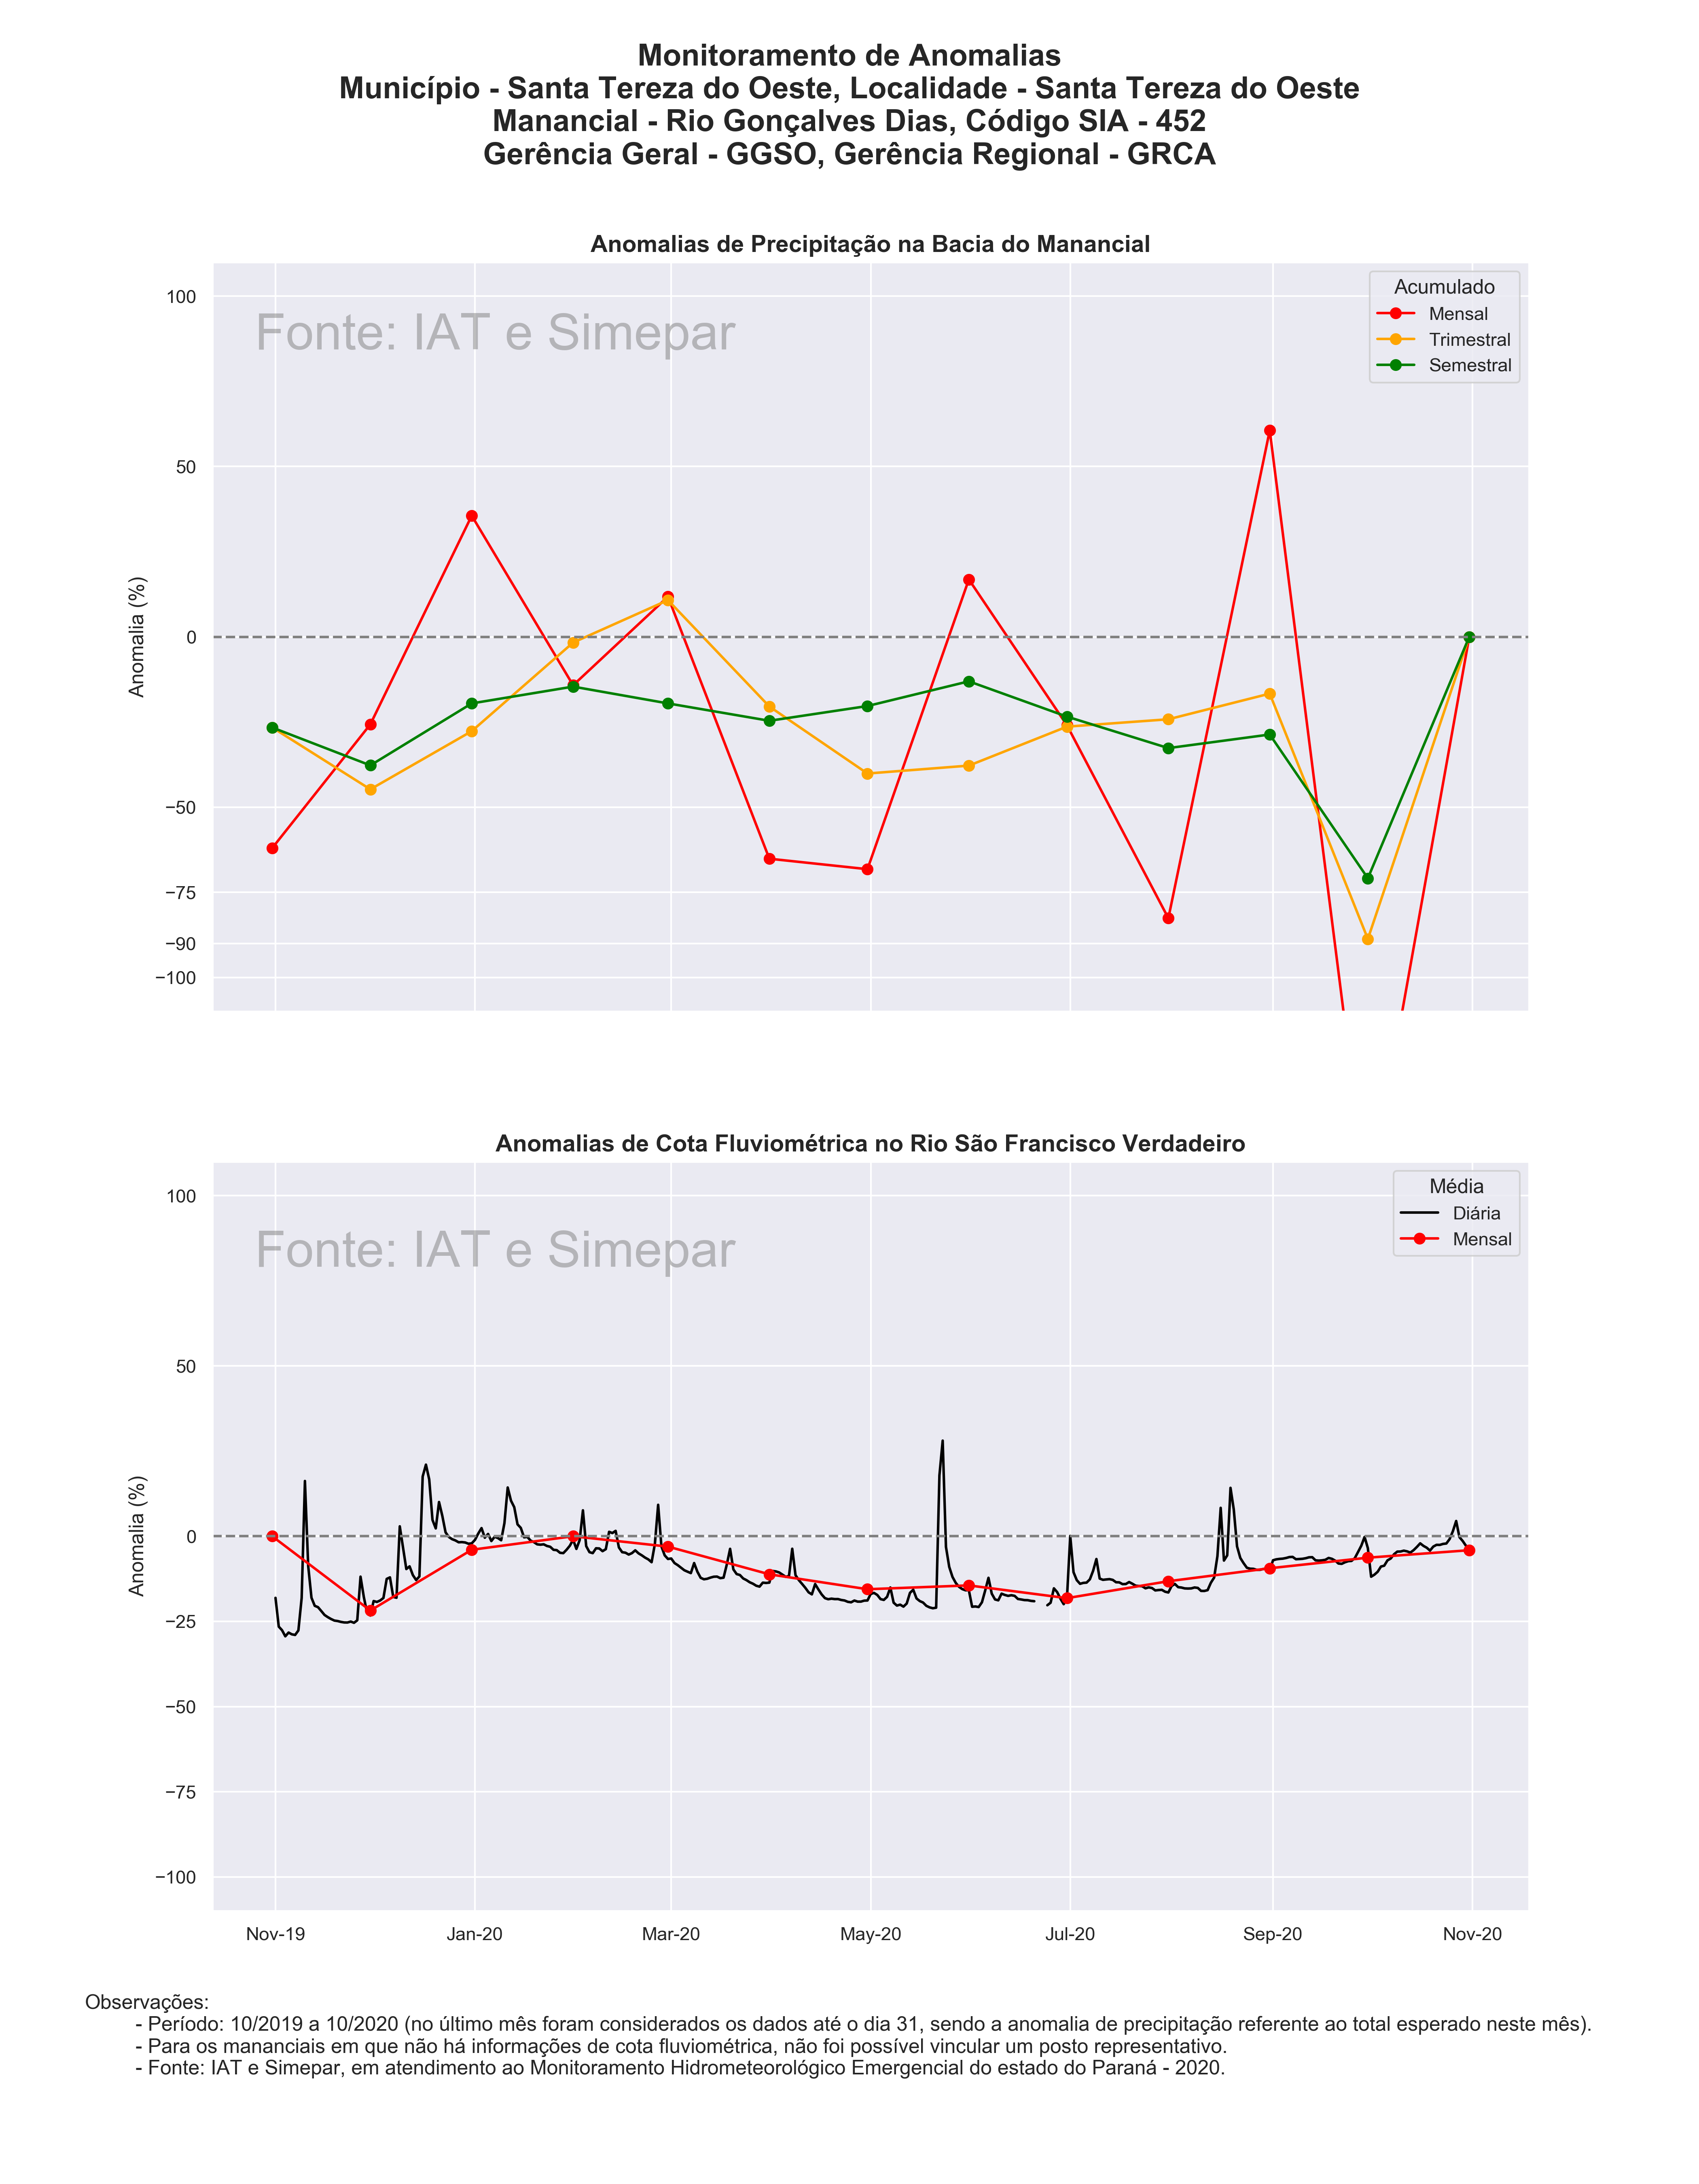 Monitoramento de Anomalias
Município - Santa Tereza do Oeste, Localidade - Santa Tereza do Oeste
Manancial - Rio Gonçalves Dias, Código SIA - 452
Gerência Geral - GGSO, Gerência Regional - GRCA
Anomalias de Precipitação na Bacia do Manancial
Fonte: IAT e Simepar
Acumulado
Mensal
Trimestral
Semestral
Anomalia (%)
100
50
0
−50
−75
−90
−100
Anomalias de Cota Fluviométrica no Rio São Francisco Verdadeiro
Fonte: IAT e Simepar
Média
Diária
Mensal
Anomalia (%)
100
50
0
−25
−50
−75
−100
Nov-19 Jan-20 Mar-20 May-20 Jul-20 Sep-20 Nov-20
Observações:
- Período: 10/2019 a 10/2020 (no último mês foram considerados os dados até o dia 31, sendo a anomalia de precipitação referente ao total esperado neste mês).
- Para os mananciais em que não há informações de cota fluviométrica, não foi possível vincular um posto representativo.
- Fonte: IAT e Simepar, em atendimento ao Monitoramento Hidrometeorológico Emergencial do estado do Paraná - 2020.